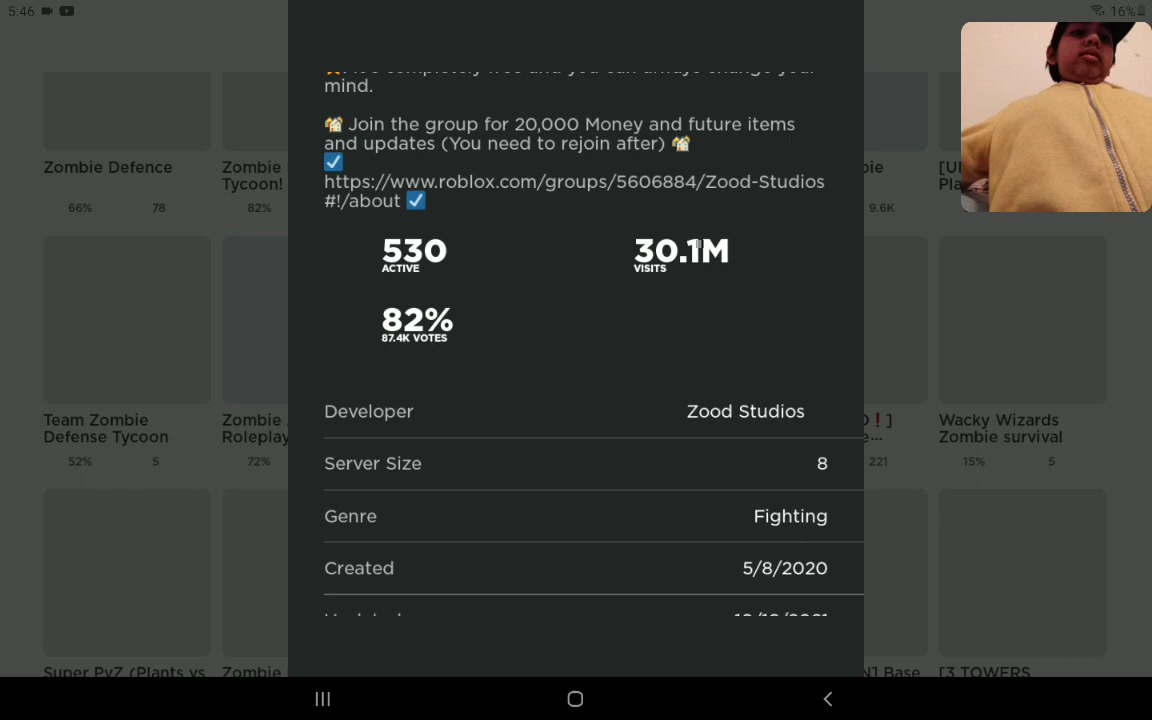 5:46
16%
mind.
Join the group for 20,000 Money and future items
and updates (You need to rejoin after)
https://www.roblox.com/groups/5606884/Zood-Studios
#!/about
530
ACTIVE
30.1M
VISITS
82%
87.4K VOTES
Developer
Zood Studios
Server Size
8
Genre
Fighting
Created
5/8/2020
Zombie Defence
66%
78
Zombie
Tycoon!
82%
9.6K
Team Zombie
Defense Tycoon
52%
5
Zombie
Roleplay
72%
221
Wacky Wizards
Zombie survival
15%
5
Super PvZ (Plants vs
Zombie
Base
[3 TOWERS